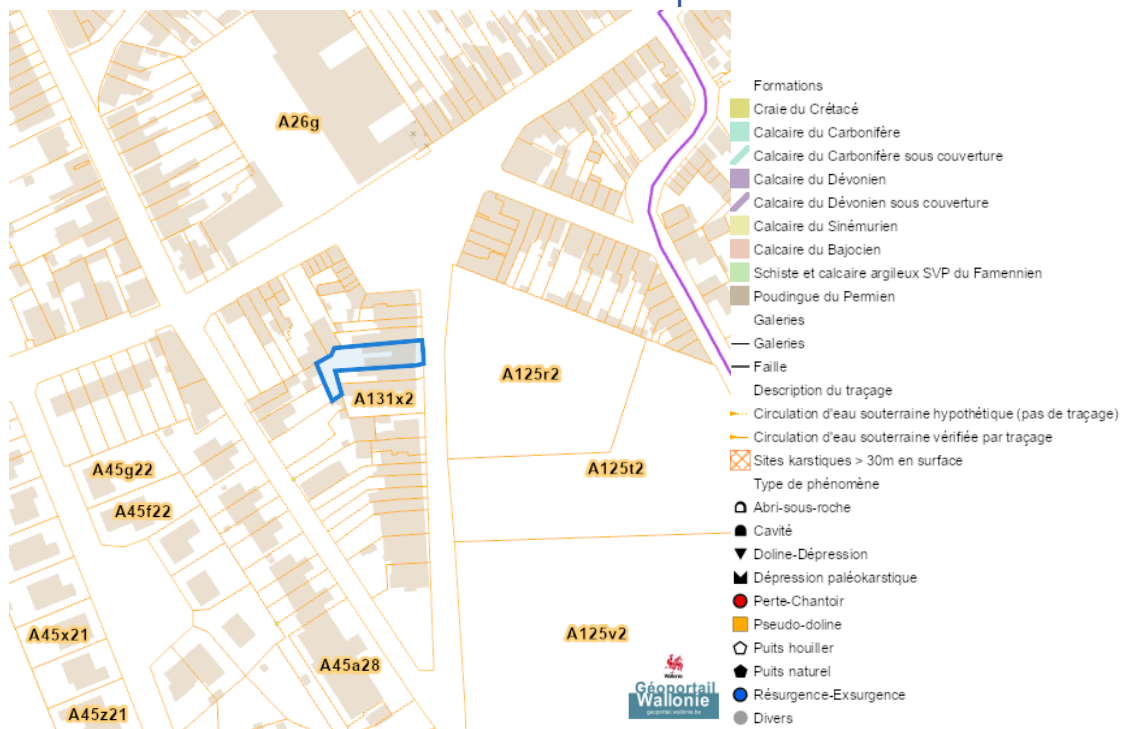 A26g
A125r2
A131x2
A125t2
A45g22
A45f22
A125v2
A45x21
A45a28
A45z21
Wallonie
Géoportail
Wallonie
geoportail.wallonie.be
Formations
Craie du Crétacé
Calcaire du Carbonifère
Calcaire du Carbonifère sous couverture
Calcaire du Dévonien
Calcaire du Dévonien sous couverture
Calcaire du Sinémurien
Calcaire du Bajocien
Schiste et calcaire argileux SVP du Famennien
Poudingue du Permien
Galeries
Galeries
Faille
Description du traçage
Circulation d'eau souterraine hypothétique (pas de traçage)
Circulation d'eau souterraine vérifiée par traçage
Sites karstiques > 30m en surface
Type de phénomène
Abri-sous-roche
Cavité
Doline-Dépression
Dépression paléokarstique
Perte-Chantoir
Pseudo-doline
Puits houiller
Puits naturel
Résurgence-Exsurgence
Divers